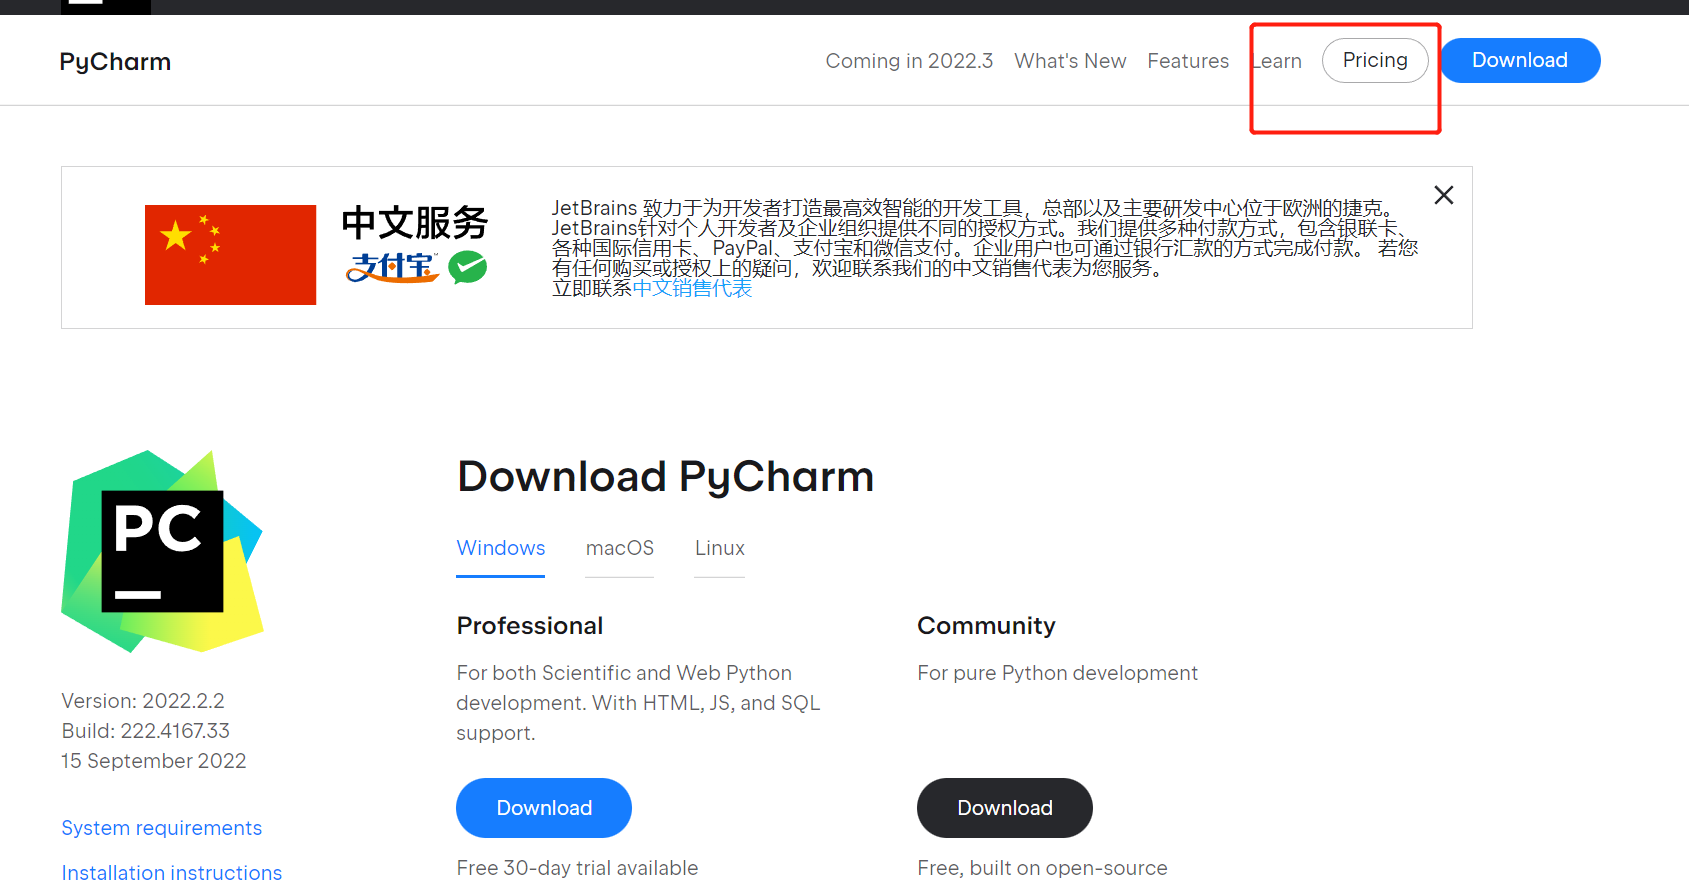 PyCharm
Coming in 2022.3
What's New
Features
Learn
Pricing
Download
中文服务
支付宝
JetBrains 致力于为开发者打造最高效智能的开发工具，总部以及主要研发中心位于欧洲的捷克。
JetBrains针对个人开发者及企业组织提供不同的授权方式。我们提供多种付款方式，包含银联卡、
各种国际信用卡、PayPal、支付宝和微信支付。企业用户也可通过银行汇款的方式完成付款。 若您
有任何购买或授权上的疑问，欢迎联系我们的中文销售代表为您服务。
立即联系中文销售代表
PC
Version: 2022.2.2
Build: 222.4167.33
15 September 2022
System requirements
Installation instructions
Download PyCharm
Windows
macOS
Linux
Professional
For both Scientific and Web Python
development. With HTML, JS, and SQL
support.
Download
Free 30-day trial available
Community
For pure Python development
Download
Free, built on open-source